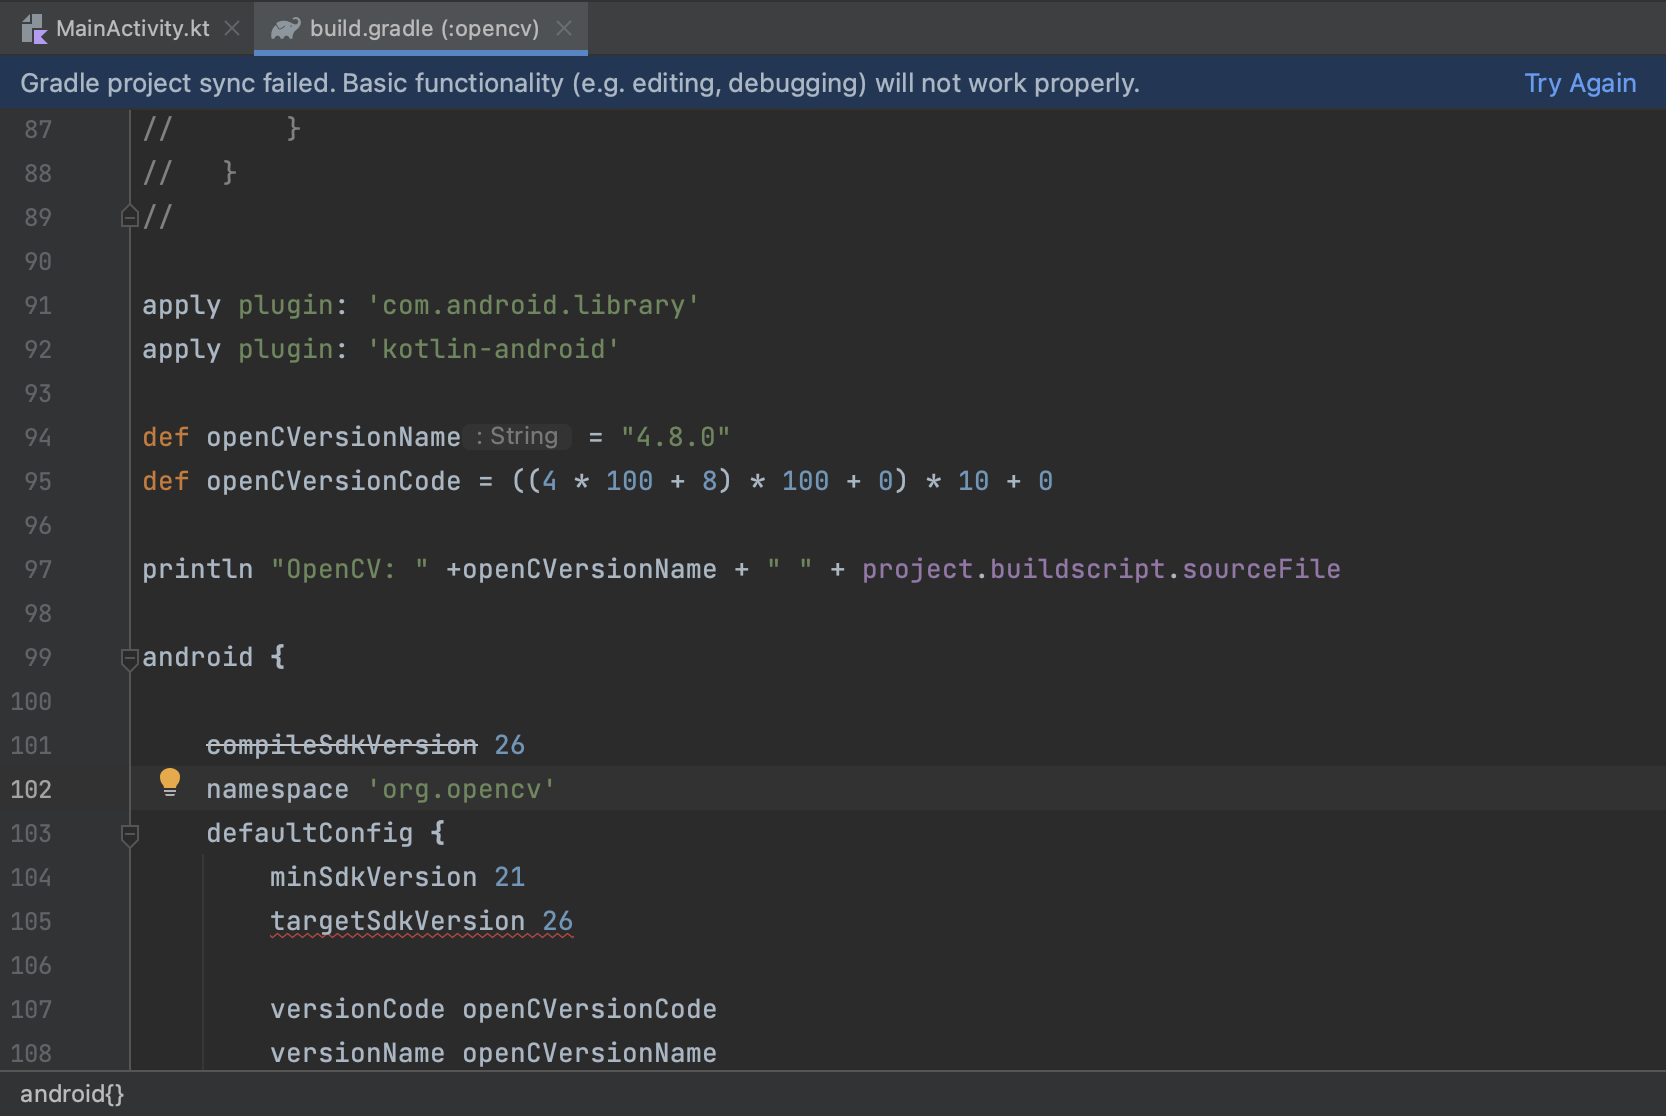 MainActivity.kt
build.gradle (:opencv)
Gradle project sync failed. Basic functionality (e.g. editing, debugging) will not work properly.
Try Again
87 //       }
88 //   }
89 //
90
91 apply plugin: 'com.android.library'
92 apply plugin: 'kotlin-android'
93
94 def openCVersionName : String = "4.8.0"
95 def openCVersionCode = ((4 * 100 + 8) * 100 + 0) * 10 + 0
96
97 println "OpenCV: " +openCVersionName + " " + project.buildscript.sourceFile
98
99 android {
100
101     compileSdkVersion 26
102     namespace 'org.opencv'
103     defaultConfig {
104         minSdkVersion 21
105         targetSdkVersion 26
106
107         versionCode openCVersionCode
108         versionName openCVersionName
android{}